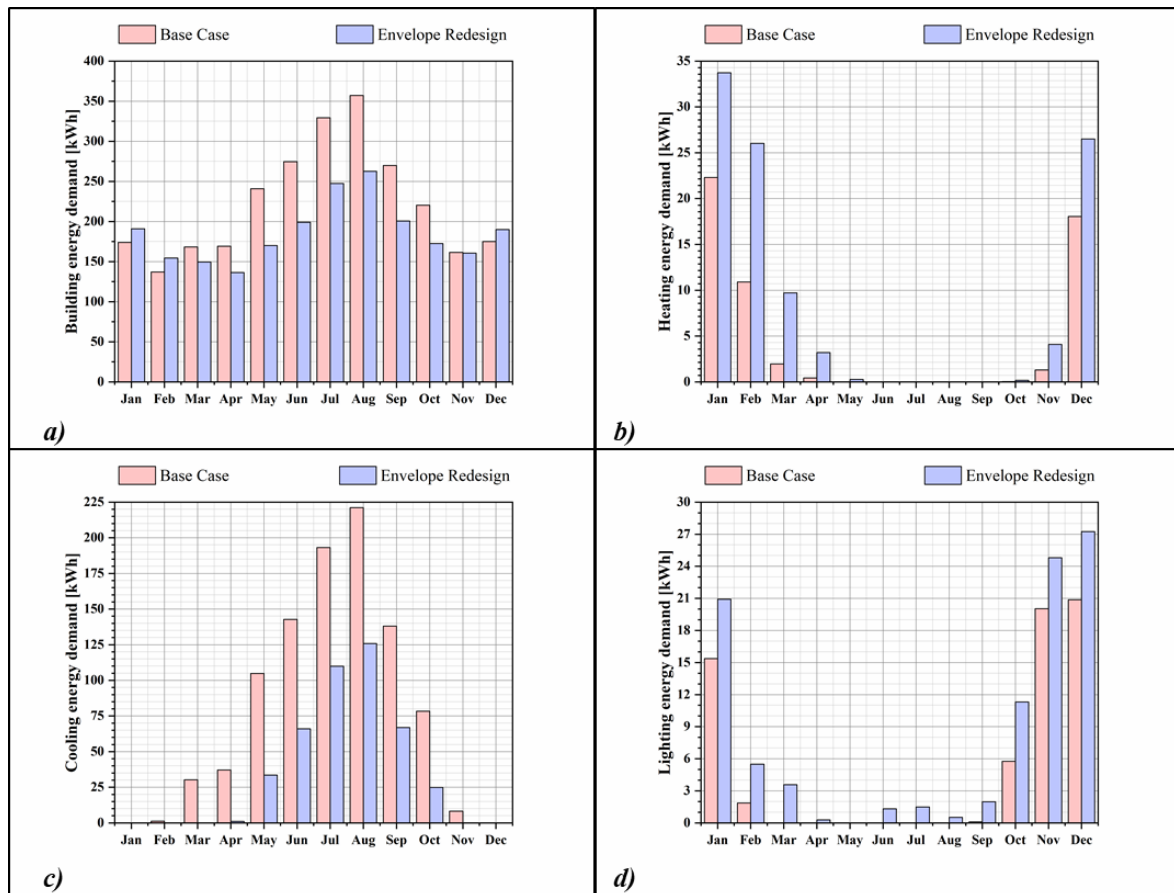 Base Case Envelope Redesign
Building energy demand [kWh]
400
350
300
250
200
150
100
50
0
Jan Feb Mar Apr May Jun Jul Aug Sep Oct Nov Dec
a)
Base Case Envelope Redesign
Heating energy demand [kWh]
35
30
25
20
15
10
5
0
Jan Feb Mar Apr May Jun Jul Aug Sep Oct Nov Dec
b)
Base Case Envelope Redesign
Cooling energy demand [kWh]
225
200
175
150
125
100
75
50
25
0
Jan Feb Mar Apr May Jun Jul Aug Sep Oct Nov Dec
c)
Base Case Envelope Redesign
Lighting energy demand [kWh]
30
27
24
21
18
15
12
9
6
3
0
Jan Feb Mar Apr May Jun Jul Aug Sep Oct Nov Dec
d)